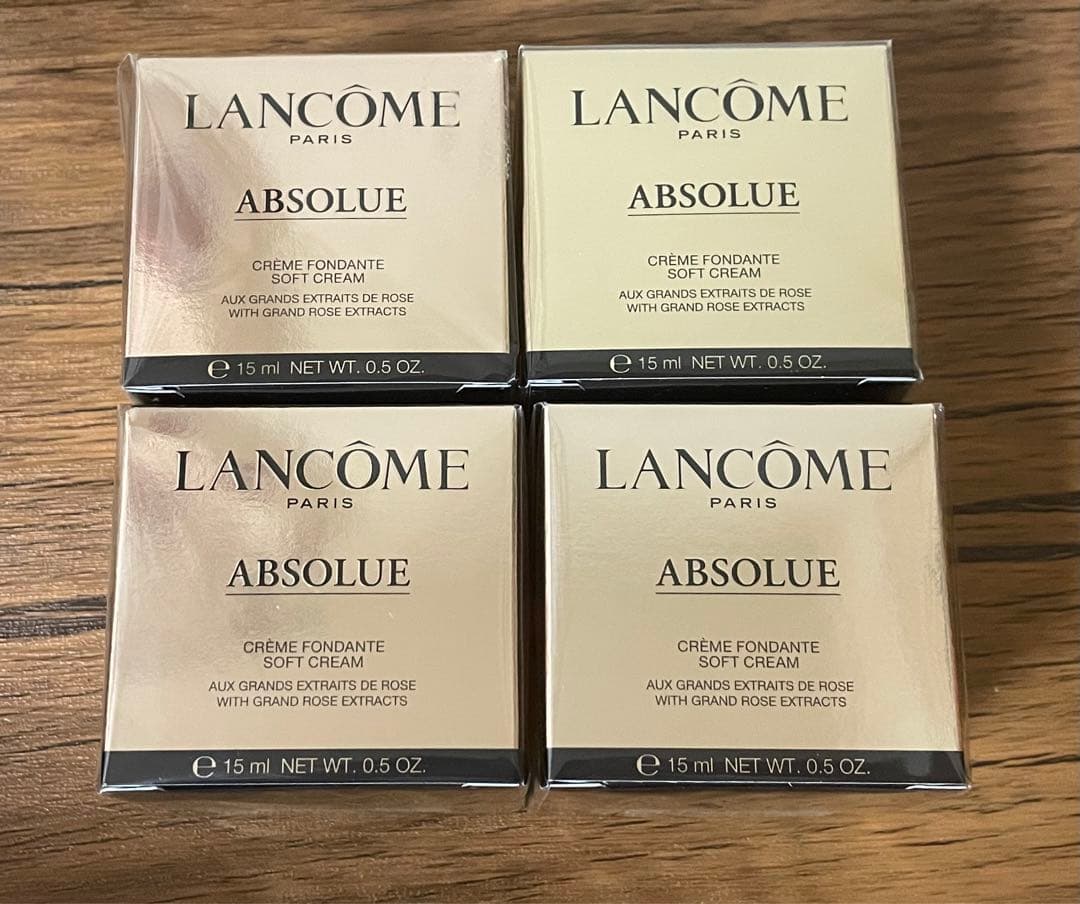 LANCÔME
PARIS
ABSOLUE
CRÈME FONDANTE
SOFT CREAM
AUX GRANDS EXTRAITS DE ROSE
WITH GRAND ROSE EXTRACTS
℮ 15 ml NET WT. 0.5 OZ.
LANCÔME
PARIS
ABSOLUE
CRÈME FONDANTE
SOFT CREAM
AUX GRANDS EXTRAITS DE ROSE
WITH GRAND ROSE EXTRACTS
℮ 15 ml NET WT. 0.5 OZ.
LANCÔME
PARIS
ABSOLUE
CRÈME FONDANTE
SOFT CREAM
AUX GRANDS EXTRAITS DE ROSE
WITH GRAND ROSE EXTRACTS
℮ 15 ml NET WT. 0.5 OZ.
LANCÔME
PARIS
ABSOLUE
CRÈME FONDANTE
SOFT CREAM
AUX GRANDS EXTRAITS DE ROSE
WITH GRAND ROSE EXTRACTS
℮ 15 ml NET WT. 0.5 OZ.